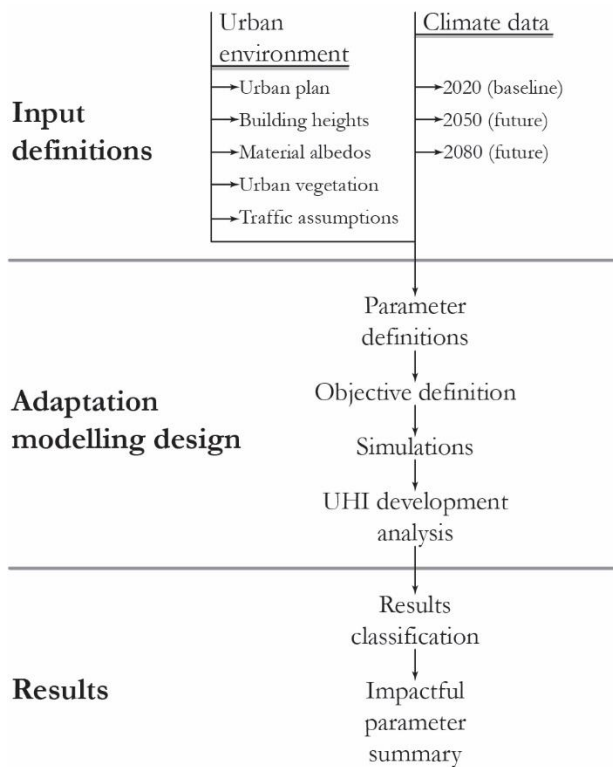 Urban
environment
Urban plan
Building heights
Material albedos
Urban vegetation
Traffic assumptions
Climate data
2020 (baseline)
2050 (future)
2080 (future)
Input
definitions
Parameter
definitions
Objective definition
Simulations
UHI development
analysis
Adaptation
modelling design
Results
classification
Impactful
parameter
summary
Results